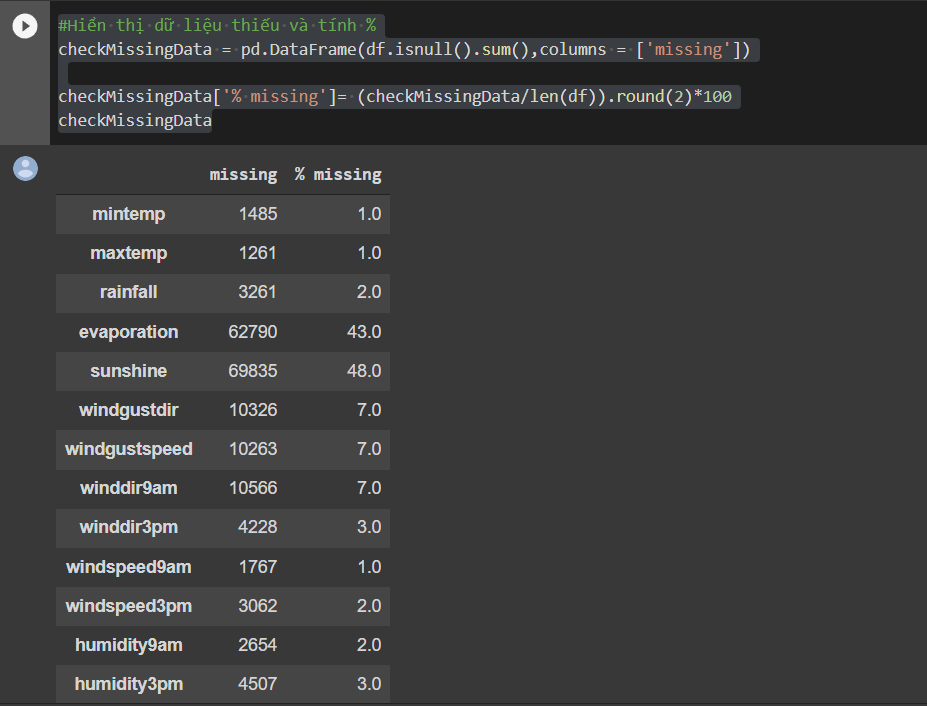 #Hiển thị dữ liệu thiếu và tính %
checkMissingData = pd.DataFrame(df.isnull().sum(),columns = ['missing'])
checkMissingData['% missing']= (checkMissingData/len(df)).round(2)*100
checkMissingData
missing % missing
mintemp 1485 1.0
maxtemp 1261 1.0
rainfall 3261 2.0
evaporation 62790 43.0
sunshine 69835 48.0
windgustdir 10326 7.0
windgustspeed 10263 7.0
winddir9am 10566 7.0
winddir3pm 4228 3.0
windspeed9am 1767 1.0
windspeed3pm 3062 2.0
humidity9am 2654 2.0
humidity3pm 4507 3.0